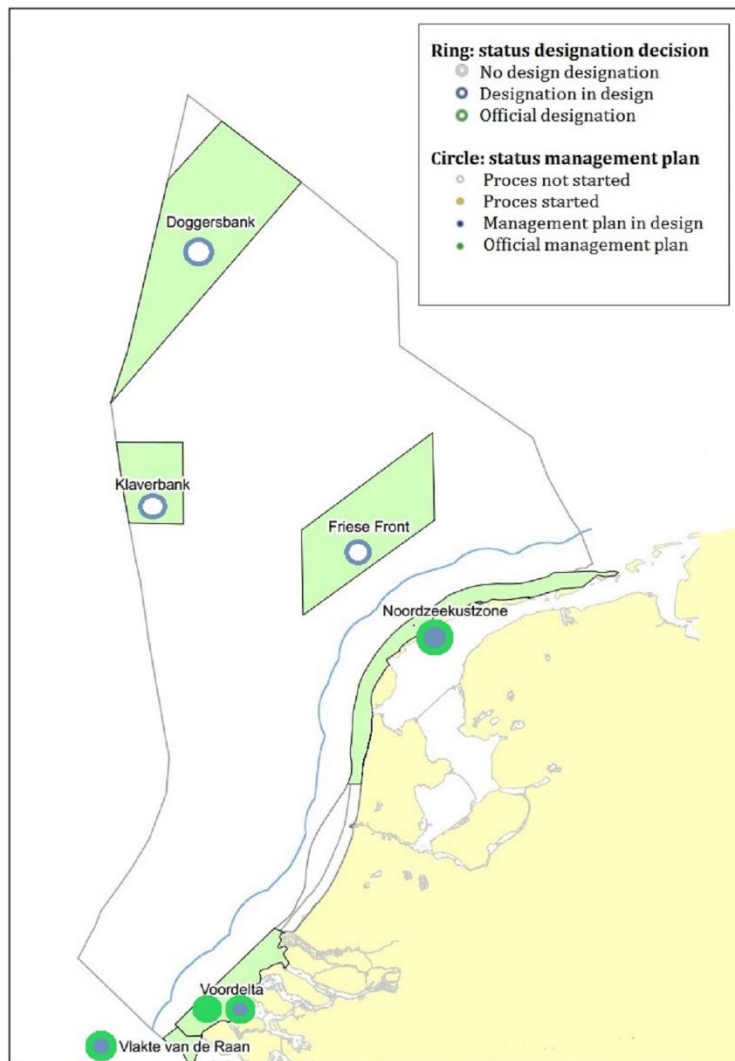 Ring: status designation decision
No design designation
Designation in design
Official designation
Circle: status management plan
Proces not started
Proces started
Management plan in design
Official management plan
Doggersbank
Klaverbank
Friese Front
Noordzeekustzone
Voordelta
Vlakte van de Raan